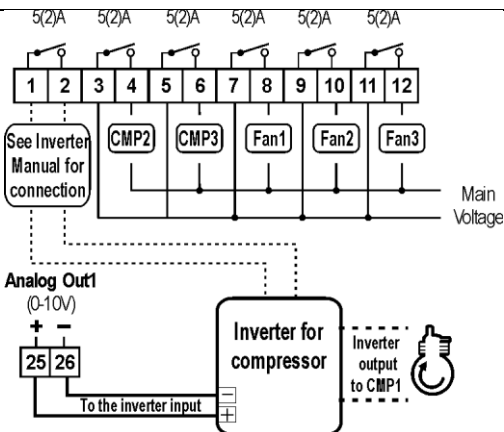 5(2)A 5(2)A 5(2)A 5(2)A 5(2)A 5(2)A
1 2 3 4 5 6 7 8 9 10 11 12
See Inverter
Manual for
connection
CMP2 CMP3 Fan1 Fan2 Fan3
Main
Voltage
Analog Out1
(0-10V)
+ −
25 26
Inverter for
compressor
Inverter
output
to CMP1
To the inverter input
−
+